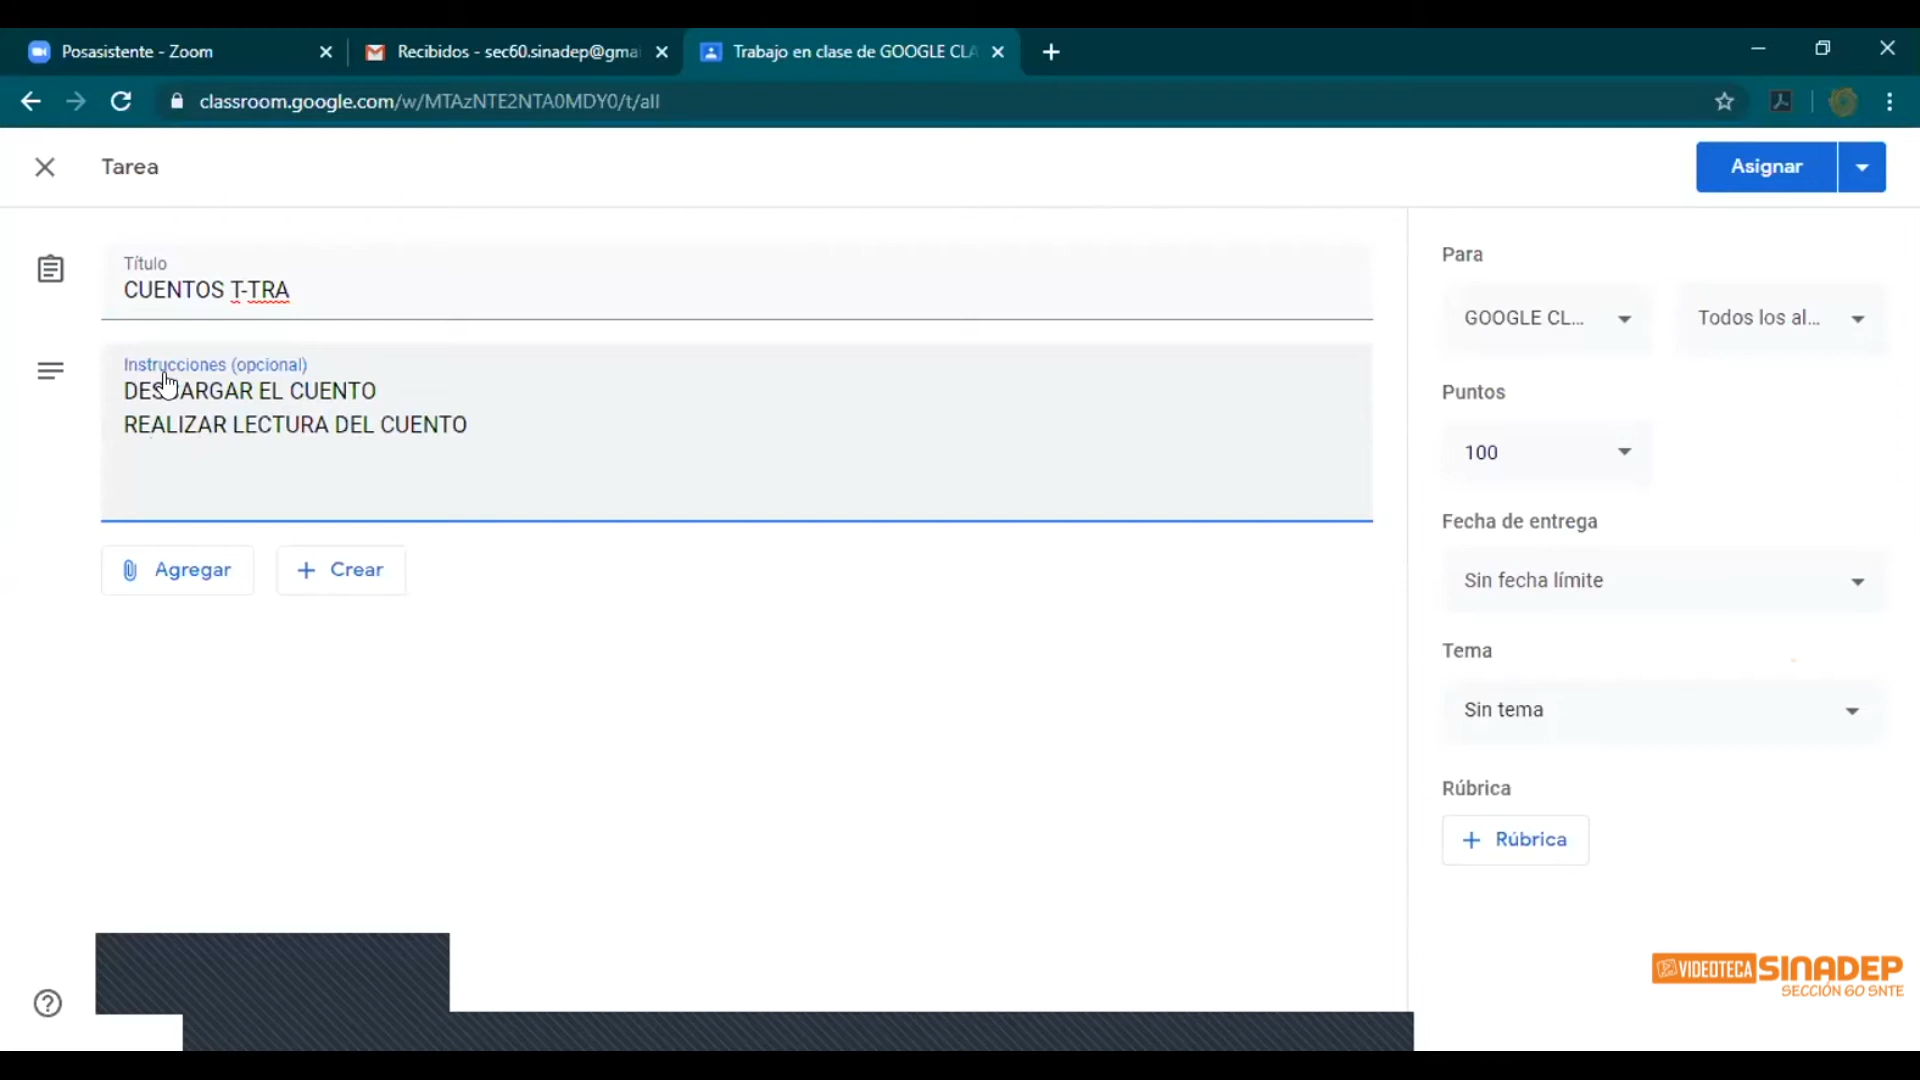 Posasistente - Zoom
Recibidos - sec60.sinadep@gma
Trabajo en clase de GOOGLE CLA
classroom.google.com/w/MTAzNTE2NTA0MDY0/t/all
Tarea
Asignar
Título
CUENTOS T-TRA
Instrucciones (opcional)
DESCARGAR EL CUENTO
REALIZAR LECTURA DEL CUENTO
Agregar
Crear
Para
GOOGLE CL...
Todos los al...
Puntos
100
Fecha de entrega
Sin fecha límite
Tema
Sin tema
Rúbrica
Rúbrica
VIDEOTECA SINADEP
SECCIÓN 60 SNTE